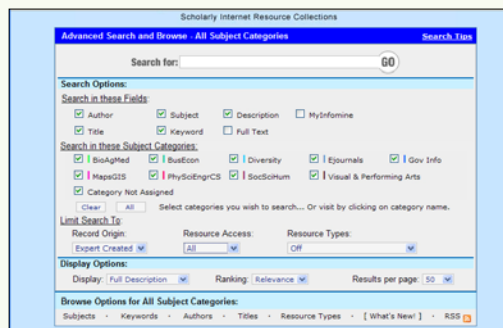 Scholarly Internet Resource Collections
Advanced Search and Browse - All Subject Categories Search Tips
Search for: GO
Search Options:
Search in these Fields:
Author Subject Description MyInfomine
Title Keyword Full Text
Search in these Subject Categories:
BioAgMed BusEcon Diversity Ejournals Gov Info
MapsGIS PhySciEngrCS SocSciHum Visual & Performing Arts
Category Not Assigned
Clear All Select categories you wish to search... Or visit by clicking on category name.
Limit Search To:
Record Origin: Resource Access: Resource Types:
Expert Created All Off
Display Options:
Display: Full Description Ranking: Relevance Results per page: 50
Browse Options for All Subject Categories:
Subjects · Keywords · Authors · Titles · Resource Types · [ What's New! ] · RSS